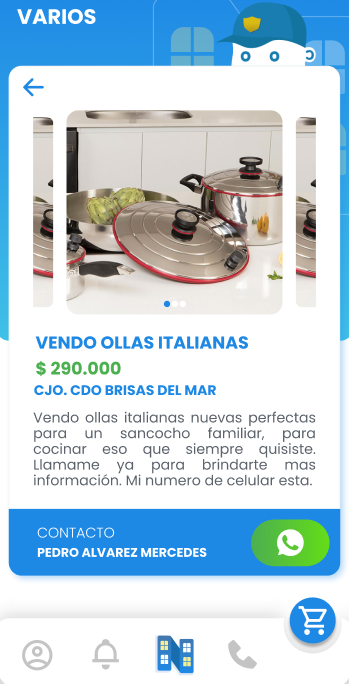 VARIOS
VENDO OLLAS ITALIANAS
$ 290.000
CJO. CDO BRISAS DEL MAR
Vendo ollas italianas nuevas perfectas
para un sancocho familiar, para
cocinar eso que siempre quisiste.
Llamame ya para brindarte mas
información. Mi numero de celular esta.
CONTACTO
PEDRO ALVAREZ MERCEDES